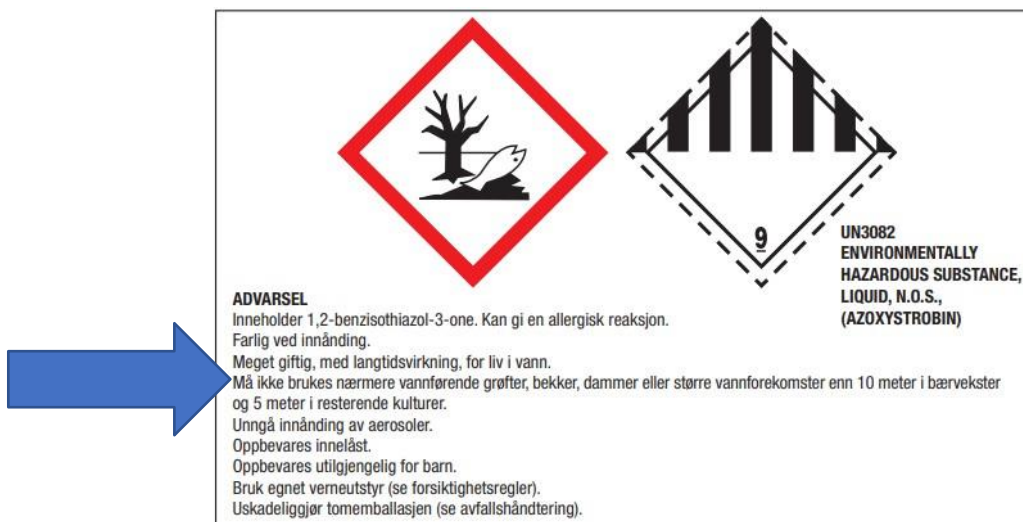 9
UN3082
ENVIRONMENTALLY
HAZARDOUS SUBSTANCE,
LIQUID, N.O.S.,
(AZOXYSTROBIN)
ADVARSEL
Inneholder 1,2-benzisothiazol-3-one. Kan gi en allergisk reaksjon.
Farlig ved innånding.
Meget giftig, med langtidsvirkning, for liv i vann.
Må ikke brukes nærmere vannførende grøfter, bekker, dammer eller større vannforekomster enn 10 meter i bærvekster
og 5 meter i resterende kulturer.
Unngå innånding av aerosoler.
Oppbevares innelåst.
Oppbevares utilgjengelig for barn.
Bruk egnet verneutstyr (se forsiktighetsregler).
Uskadeliggjør tomemballasjen (se avfallshåndtering).